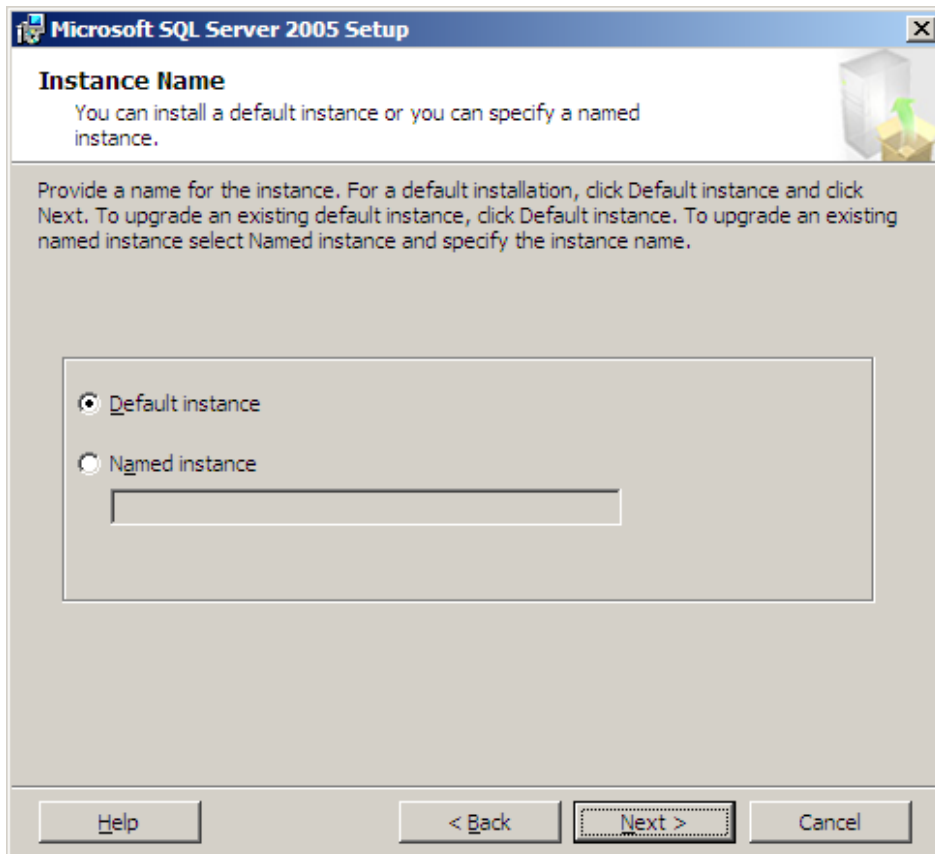 Microsoft SQL Server 2005 Setup
Instance Name
You can install a default instance or you can specify a named
instance.
Provide a name for the instance. For a default installation, click Default instance and click
Next. To upgrade an existing default instance, click Default instance. To upgrade an existing
named instance select Named instance and specify the instance name.
Default instance
Named instance
Help
< Back
Next >
Cancel